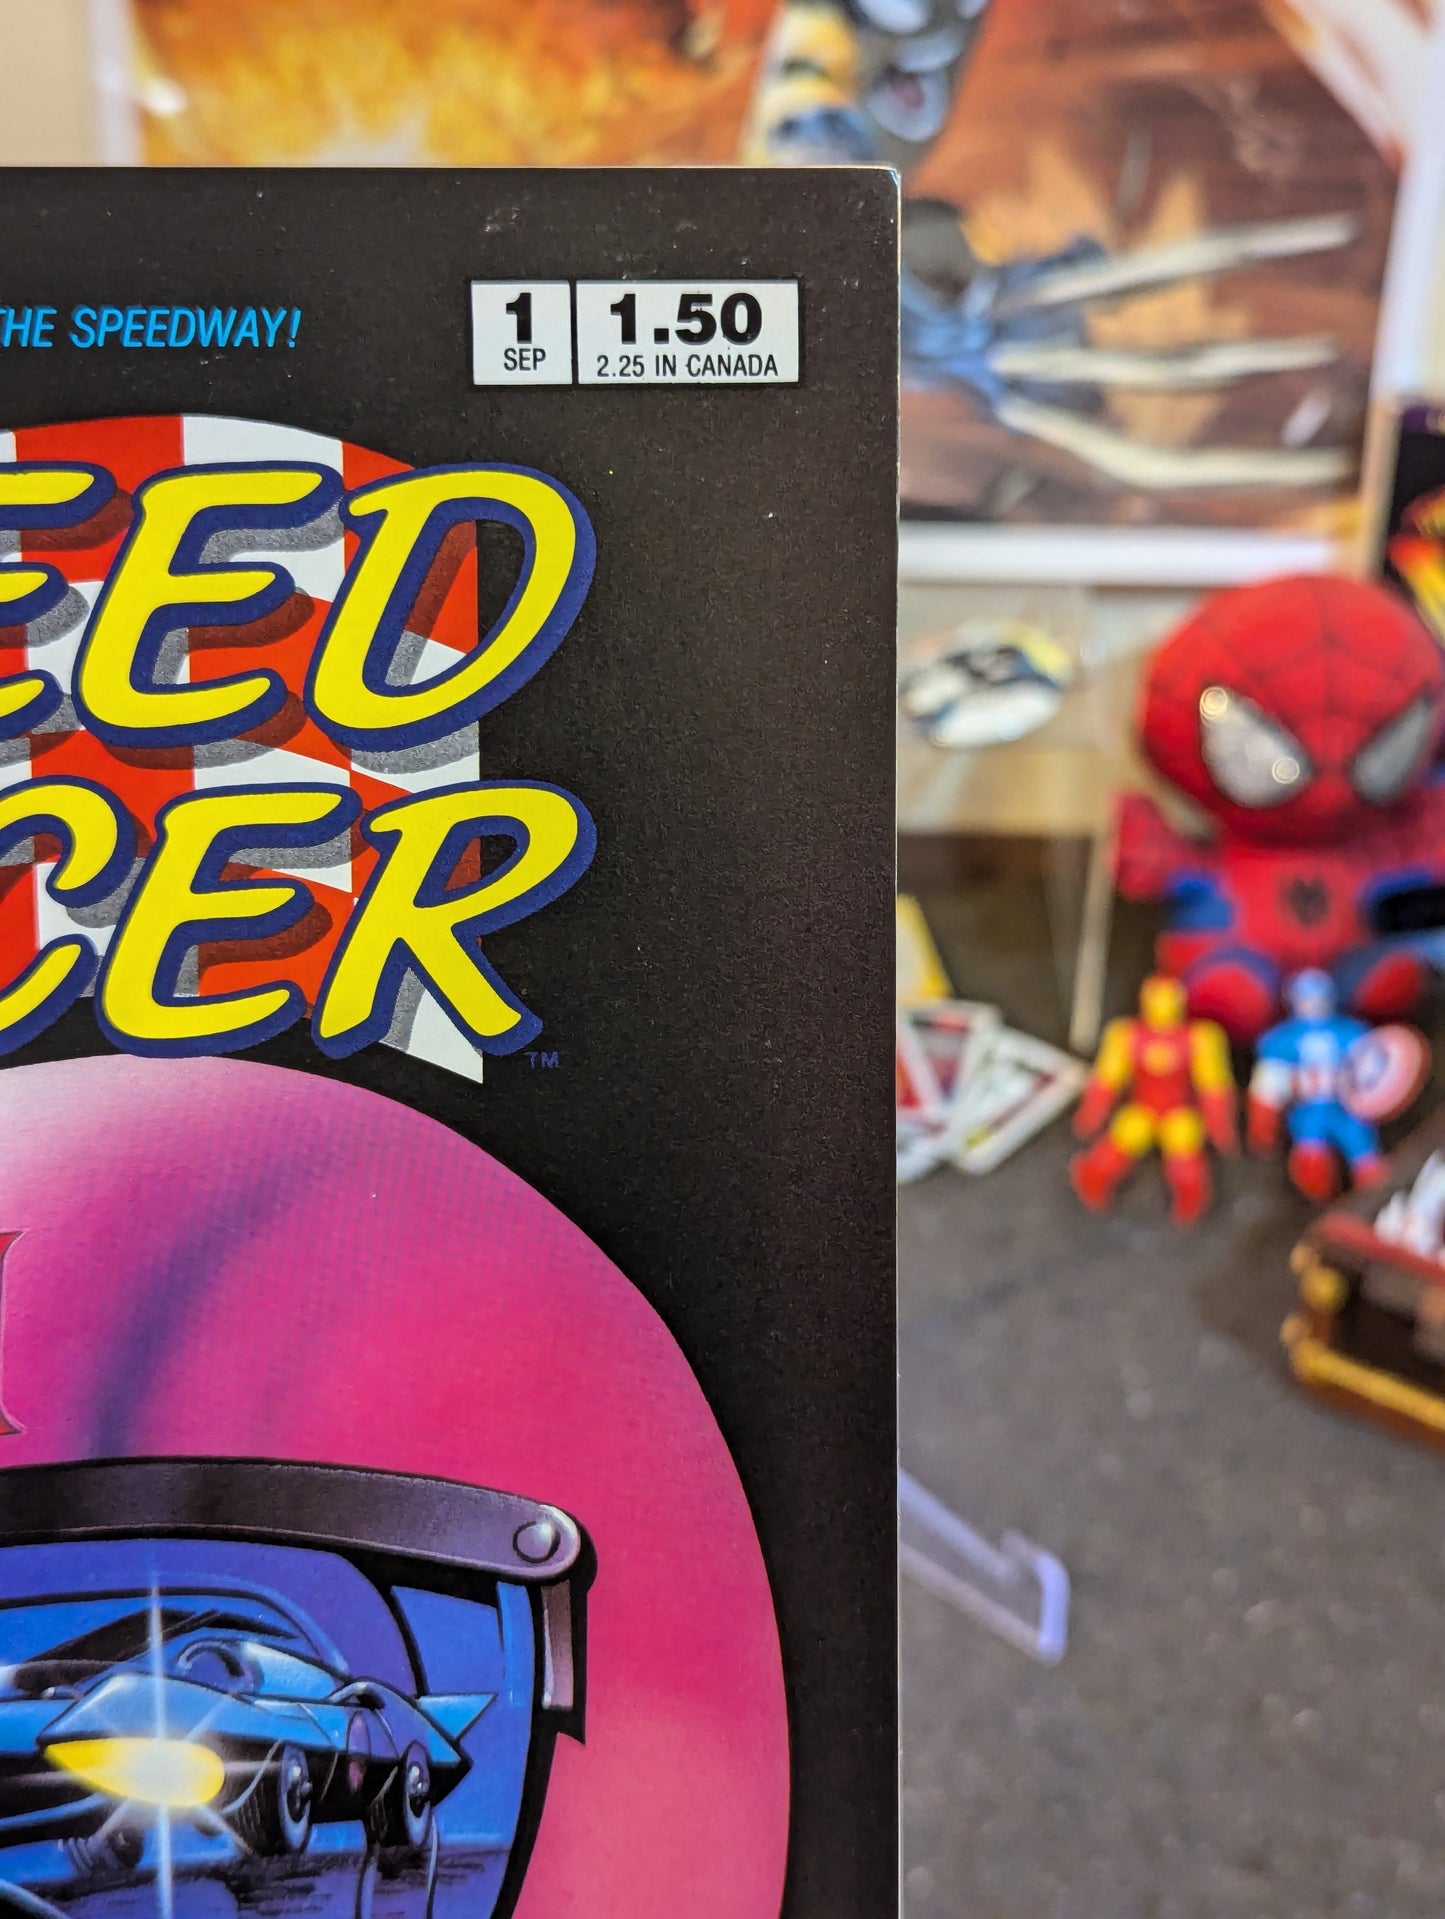 THE SPEEDWAY!
1 1.50
SEP 2.25 IN CANADA
EED
CER
TM